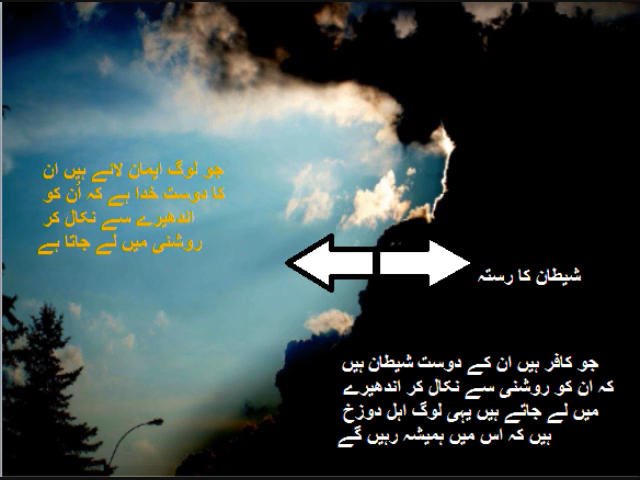 جو لوگ ایمان لائے ہیں ان
کا دوست خدا ہے کہ اُن کو
اندھیرے سے نکال کر
روشنی میں لے جاتا ہے
شیطان کا رستہ
جو کافر ہیں ان کے دوست شیطان ہیں
کہ ان کو روشنی سے نکال کر اندھیرے
میں لے جاتے ہیں یہی لوگ اہل دوزخ
ہیں کہ اس میں ہمیشہ رہیں گے